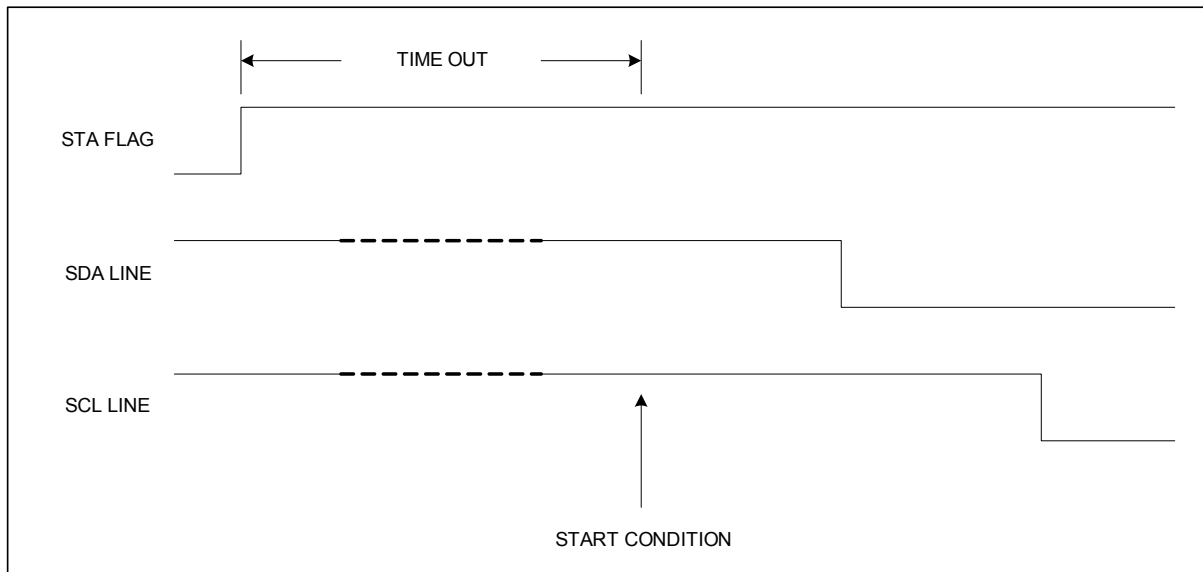 TIME OUT
STA FLAG
SDA LINE
SCL LINE
START CONDITION